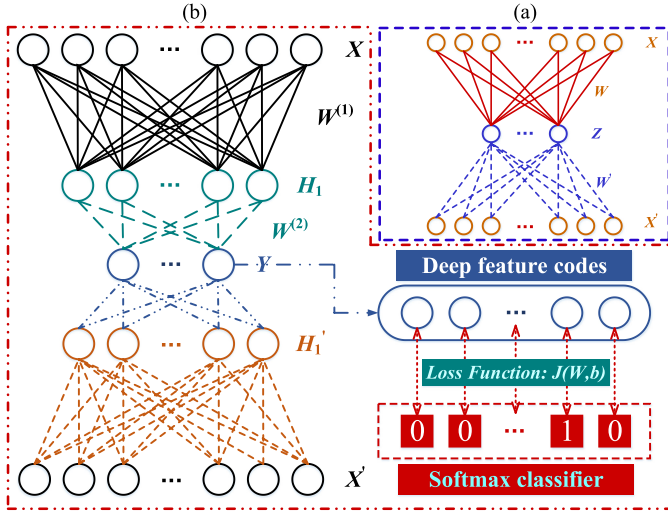 (b)
(a)
... X
W(1)
... H1
W(2)
... Y
... H1'
... X'
... X
W
... Z
W'
... X'
Deep feature codes
...
Loss Function: J(W,b)
0 0 ... 1 0
Softmax classifier